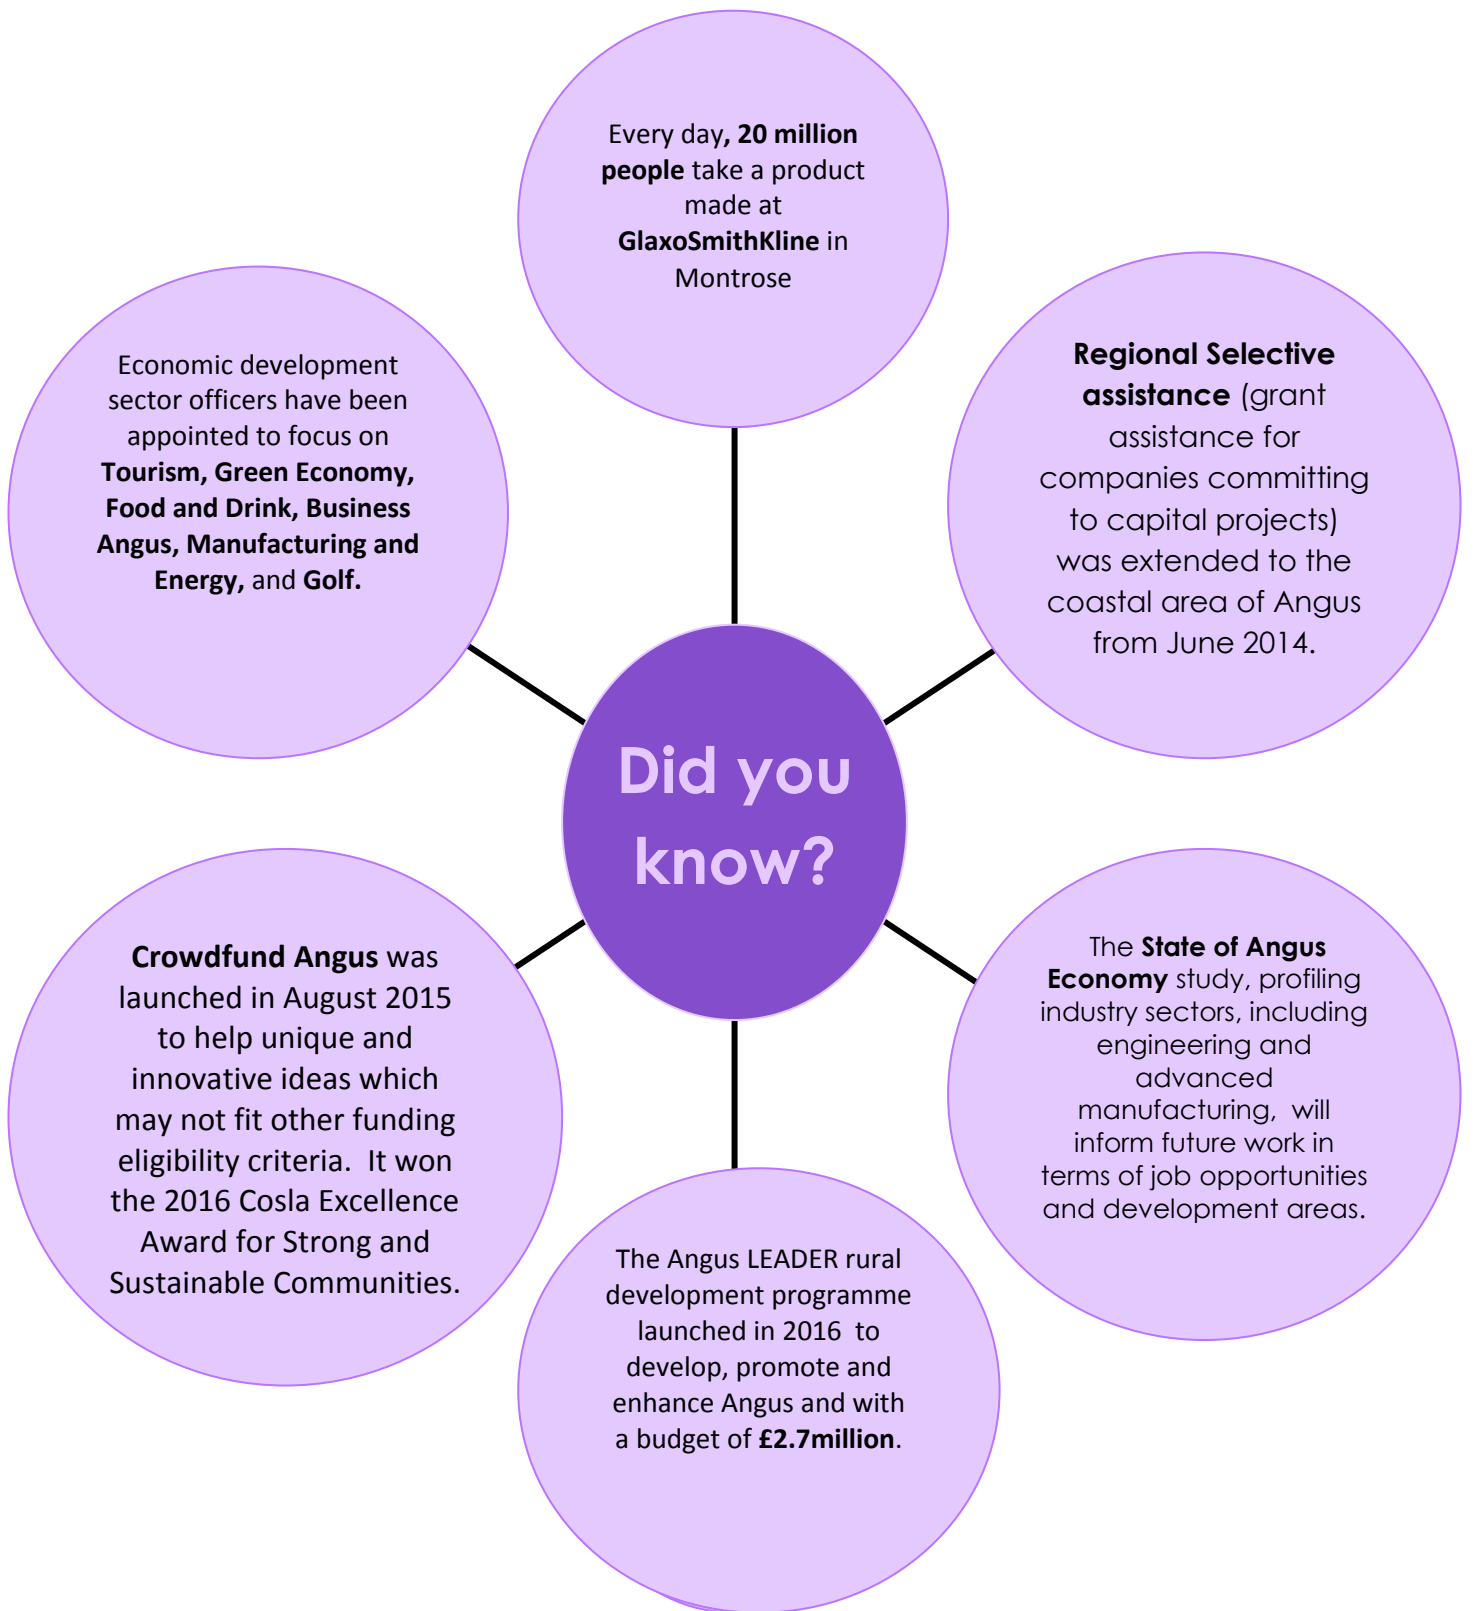 Every day, 20 million
people take a product
made at
GlaxoSmithKline in
Montrose
Regional Selective
assistance (grant
assistance for
companies committing
to capital projects)
was extended to the
coastal area of Angus
from June 2014.
The State of Angus
Economy study, profiling
industry sectors, including
engineering and
advanced
manufacturing, will
inform future work in
terms of job opportunities
and development areas.
The Angus LEADER rural
development programme
launched in 2016 to
develop, promote and
enhance Angus and with
a budget of £2.7million.
Crowdfund Angus was
launched in August 2015
to help unique and
innovative ideas which
may not fit other funding
eligibility criteria. It won
the 2016 Cosla Excellence
Award for Strong and
Sustainable Communities.
Economic development
sector officers have been
appointed to focus on
Tourism, Green Economy,
Food and Drink, Business
Angus, Manufacturing and
Energy, and Golf.
Did you
know?